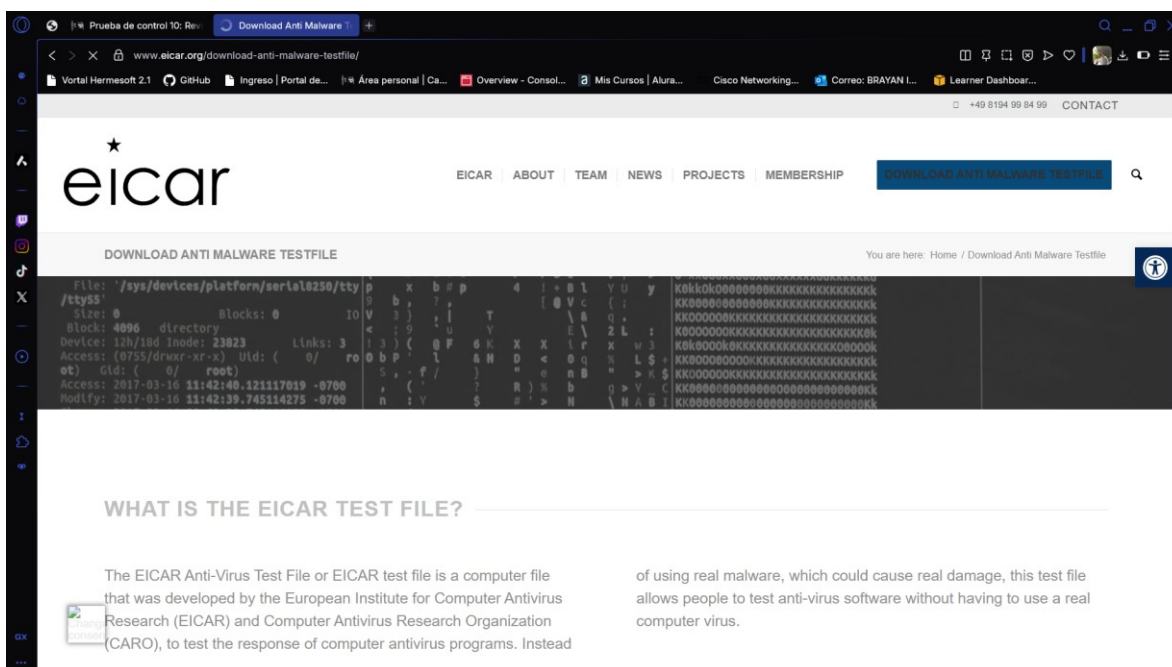 Prueba de control 10: Rev
Download Anti Malware T
www.eicar.org/download-anti-malware-testfile/
Vortal Hermesoft 2.1
GitHub
Ingreso | Portal de...
Área personal | Ca...
Overview - Consol...
Mis Cursos | Alura...
Cisco Networking...
Correo: BRAYAN I...
Learner Dashboar...
+49 8194 99 84 99 CONTACT
eicar
EICAR ABOUT TEAM NEWS PROJECTS MEMBERSHIP DOWNLOAD ANTI MALWARE TESTFILE
DOWNLOAD ANTI MALWARE TESTFILE
You are here: Home / Download Anti Malware Testfile
File: '/sys/devices/platform/serial8250/tty
/ttyS5'
Size: 0 Blocks: 0 IO
Block: 4096 directory
Device: 12h/18d Inode: 23823 Links: 3
Access: (0755/drwxr-xr-x) Uid: ( 0/ ro
ot) Gid: ( 0/ root)
Access: 2017-03-16 11:42:40.121117019 -0700
Modify: 2017-03-16 11:42:39.745114275 -0700
WHAT IS THE EICAR TEST FILE?
The EICAR Anti-Virus Test File or EICAR test file is a computer file
that was developed by the European Institute for Computer Antivirus
Research (EICAR) and Computer Antivirus Research Organization
(CARO), to test the response of computer antivirus programs. Instead
of using real malware, which could cause real damage, this test file
allows people to test anti-virus software without having to use a real
computer virus.
GX